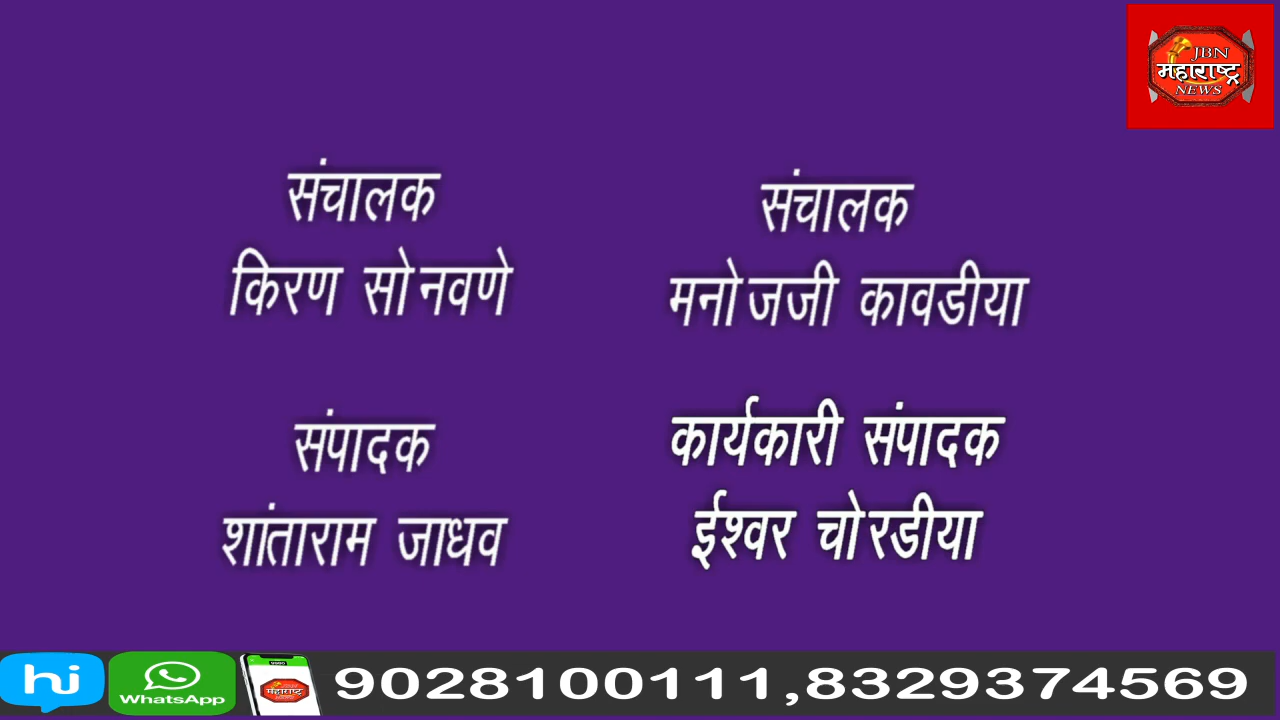 JBN
महाराष्ट्र
NEWS
संचालक
किरण सोनवणे
संचालक
मनोजजी कावडीया
संपादक
शांताराम जाधव
कार्यकारी संपादक
ईश्वर चोरडीया
hi
WhatsApp
महाराष्ट्र
9028100111,8329374569